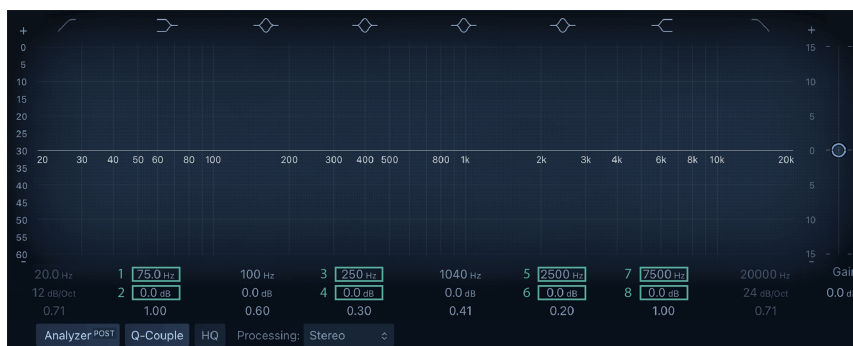 + +
0 15
5
10 10
15
20 5
25
30 20 30 40 50 60 80 100 200 300 400 500 800 1k 2k 3k 4k 6k 8k 10k 20k 0
35
40 5
45
50 10
55
60 15
- -
20.0 Hz 1 75.0 Hz 100 Hz 3 250 Hz 1040 Hz 5 2500 Hz 7 7500 Hz 20000 Hz Gain
12 dB/Oct 2 0.0 dB 0.0 dB 4 0.0 dB 0.0 dB 6 0.0 dB 8 0.0 dB 24 dB/Oct 0.0 dB
0.71 1.00 0.60 0.30 0.41 0.20 1.00 0.71
Analyzer POST Q-Couple HQ Processing: Stereo